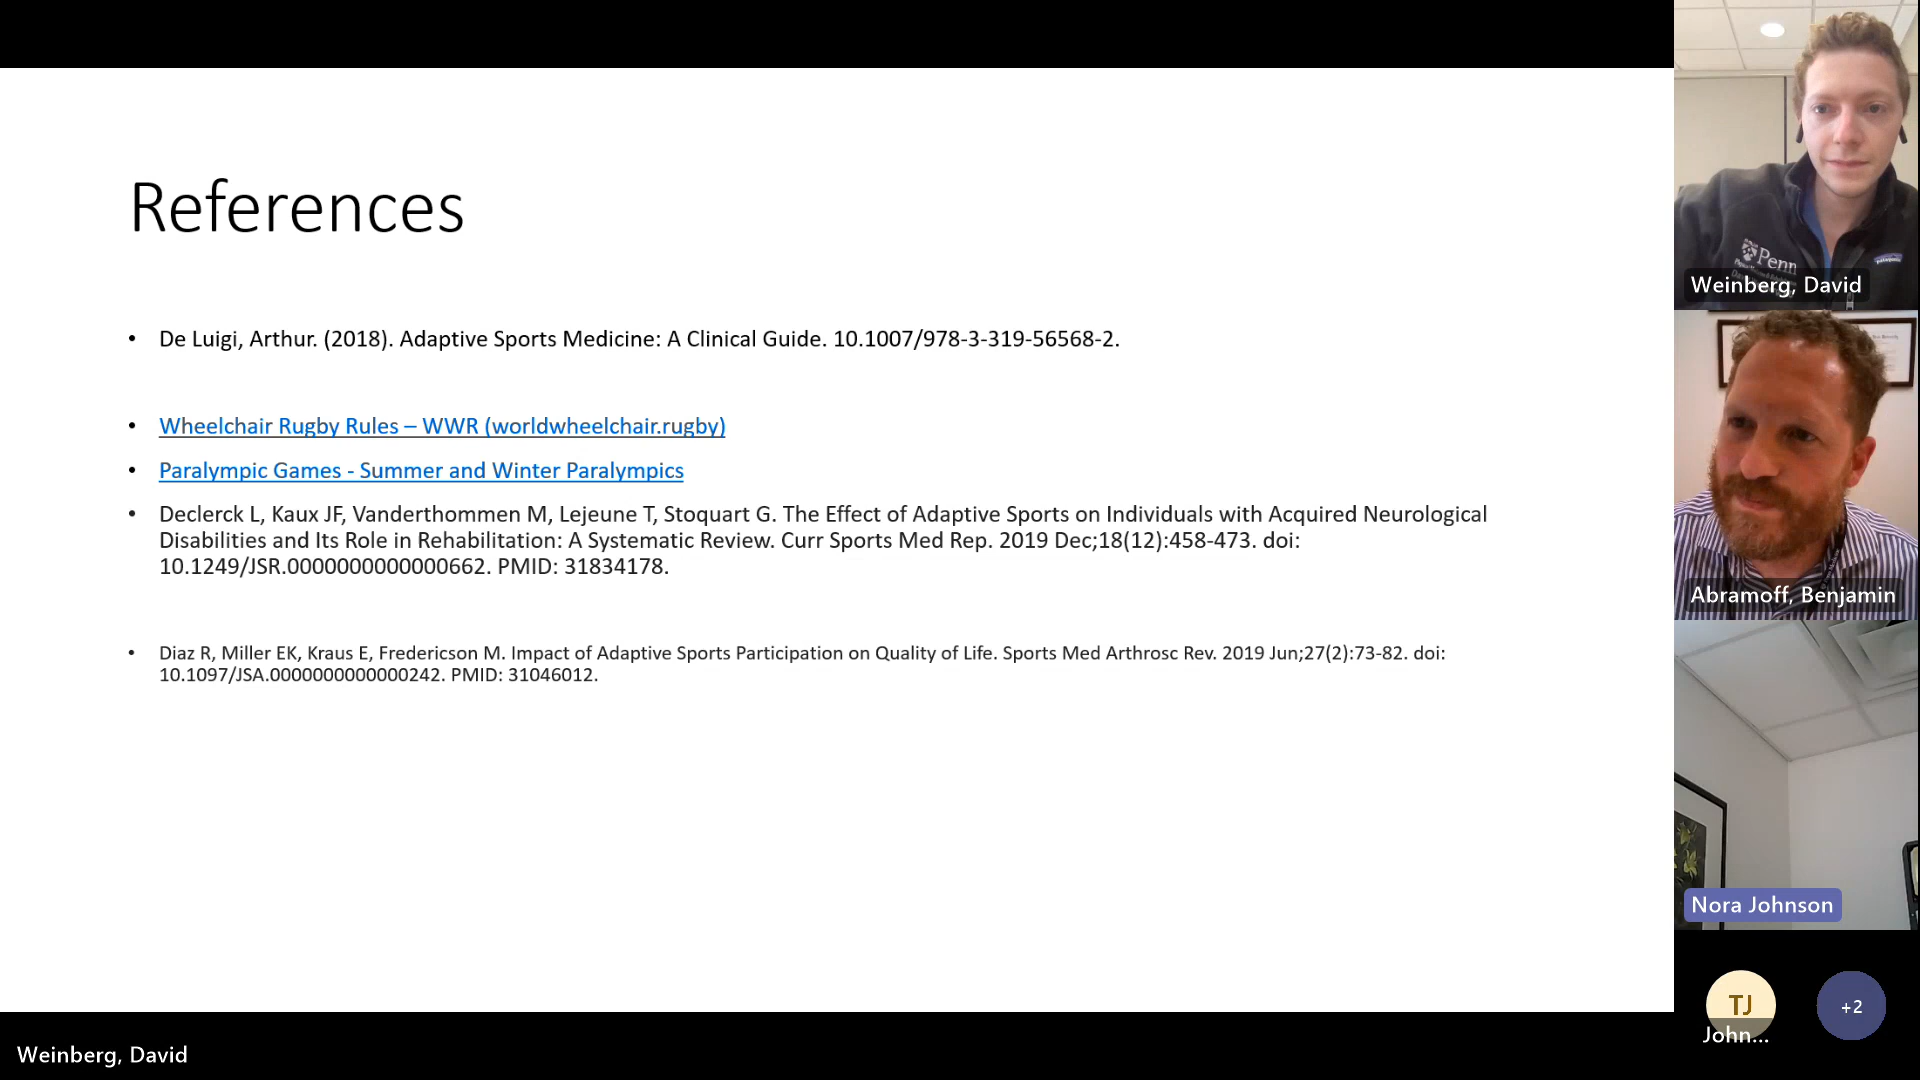 References
• De Luigi, Arthur. (2018). Adaptive Sports Medicine: A Clinical Guide. 10.1007/978-3-319-56568-2.
• Wheelchair Rugby Rules – WWR (worldwheelchair.rugby)
• Paralympic Games - Summer and Winter Paralympics
• Declerck L, Kaux JF, Vanderthommen M, Lejeune T, Stoquart G. The Effect of Adaptive Sports on Individuals with Acquired Neurological
Disabilities and Its Role in Rehabilitation: A Systematic Review. Curr Sports Med Rep. 2019 Dec;18(12):458-473. doi:
10.1249/JSR.0000000000000662. PMID: 31834178.
• Diaz R, Miller EK, Kraus E, Fredericson M. Impact of Adaptive Sports Participation on Quality of Life. Sports Med Arthrosc Rev. 2019 Jun;27(2):73-82. doi:
10.1097/JSA.0000000000000242. PMID: 31046012.
Penn
Weinberg, David
Abramoff, Benjamin
Nora Johnson
TJ
John...
+2
Weinberg, David